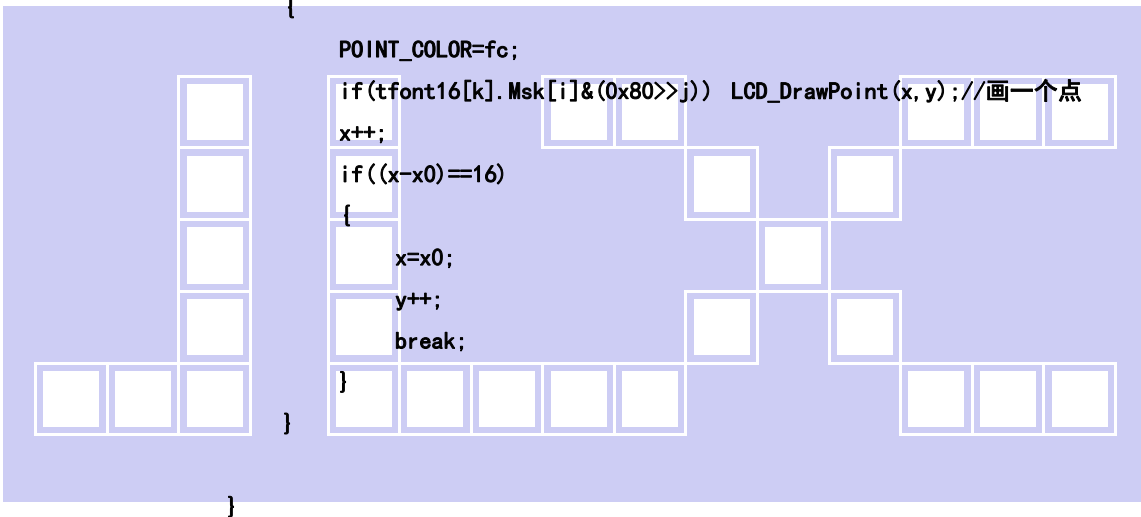 {
POINT_COLOR=fc;
if(tfont16[k].Msk[i]&(0x80>>j)) LCD_DrawPoint(x,y);//画一个点
x++;
if((x-x0)==16)
{
x=x0;
y++;
break;
}
}
}